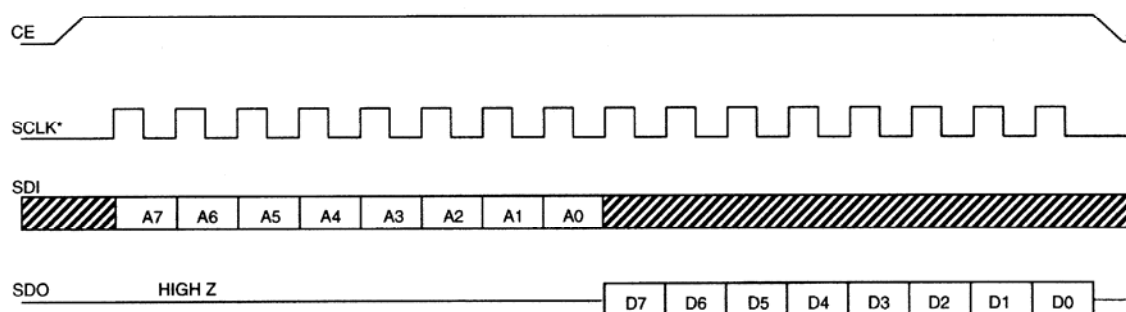 CE
SCLK*
SDI
A7 A6 A5 A4 A3 A2 A1 A0
SDO HIGH Z D7 D6 D5 D4 D3 D2 D1 D0